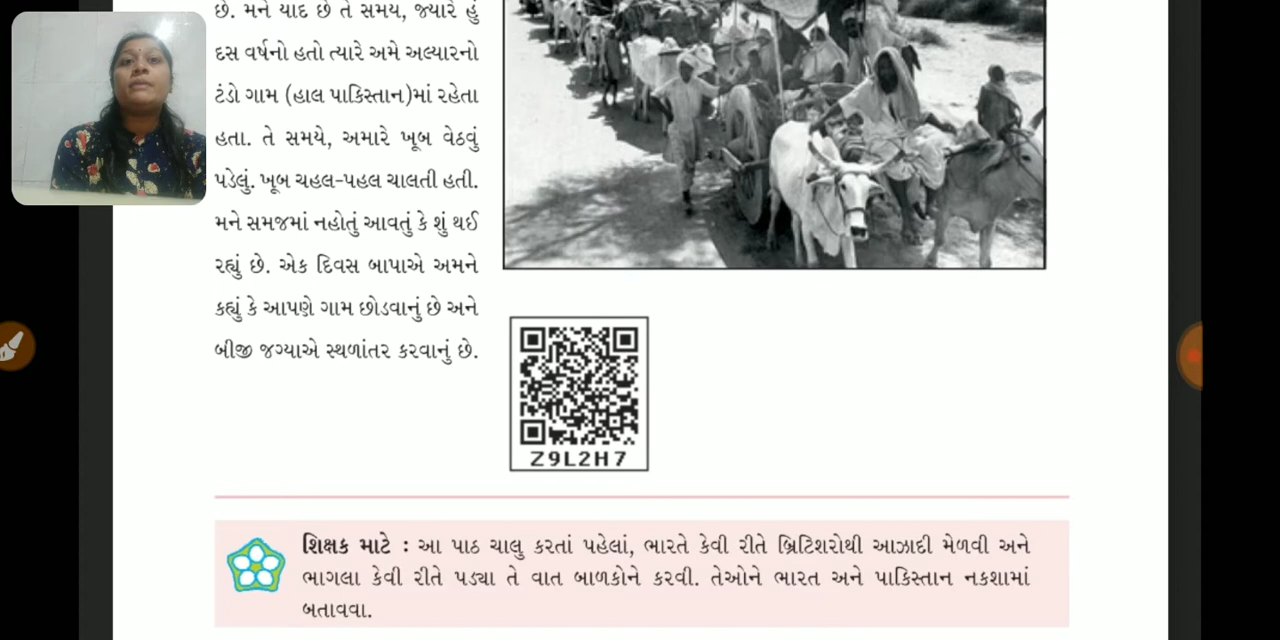 છે. મને યાદ છે તે સમય, જ્યારે હું
દસ વર્ષનો હતો ત્યારે અમે અલ્યારનો
ટંડો ગામ (હાલ પાકિસ્તાન)માં રહેતા
હતા. તે સમયે, અમારે ખૂબ વેઠવું
પડેલું. ખૂબ ચહલ-પહલ ચાલતી હતી.
મને સમજમાં નહોતું આવતું કે શું થઈ
રહ્યું છે. એક દિવસ બાપાએ અમને
કહ્યું કે આપણે ગામ છોડવાનું છે અને
બીજી જગ્યાએ સ્થળાંતર કરવાનું છે.
Z9L2H7
શિક્ષક માટે : આ પાઠ ચાલુ કરતાં પહેલાં, ભારતે કેવી રીતે બ્રિટિશરોથી આઝાદી મેળવી અને
ભાગલા કેવી રીતે પડ્યા તે વાત બાળકોને કરવી. તેઓને ભારત અને પાકિસ્તાન નકશામાં
બતાવવા.